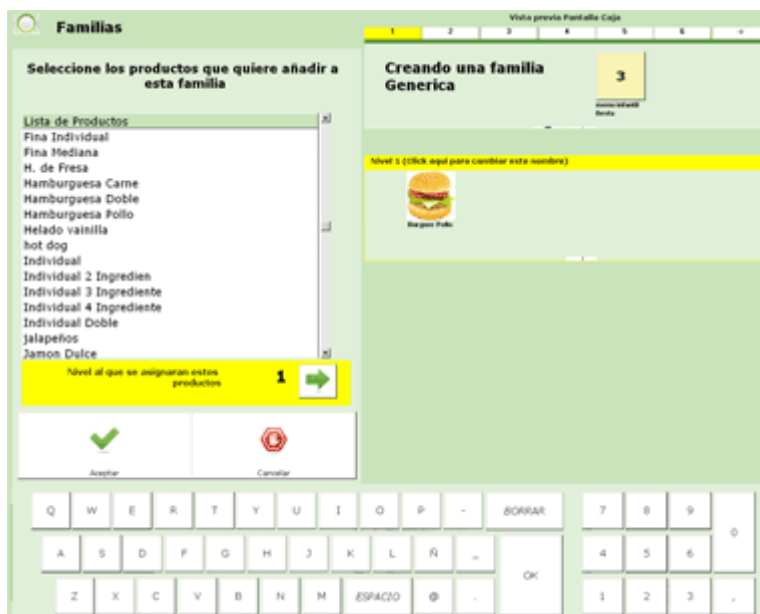 Familias
Vista previa Pantalla Caja
1 2 3 4 5 6
Seleccione los productos que quiere añadir a
esta familia
Creando una familia
Generica
3
menu infantil
fiesta
Lista de Productos
Fina Individual
Fina Mediana
H. de Fresa
Hamburguesa Carne
Hamburguesa Doble
Hamburguesa Pollo
Helado vainilla
hot dog
Individual
Individual 2 Ingredien
Individual 3 Ingrediente
Individual 4 Ingrediente
Individual Doble
jalapeños
Jamon Dulce
Nivel 1 (Click aqui para cambiar este nombre)
Burguer Pollo
Nivel al que se asignaran estos
productos
1
Aceptar
Cancelar
Q W E R T Y U I O P - BORRAR 7 8 9
0
A S D F G H J K L Ñ _ 4 5 6
OK
Z X C V B N M ESPACIO @ . 1 2 3 ,